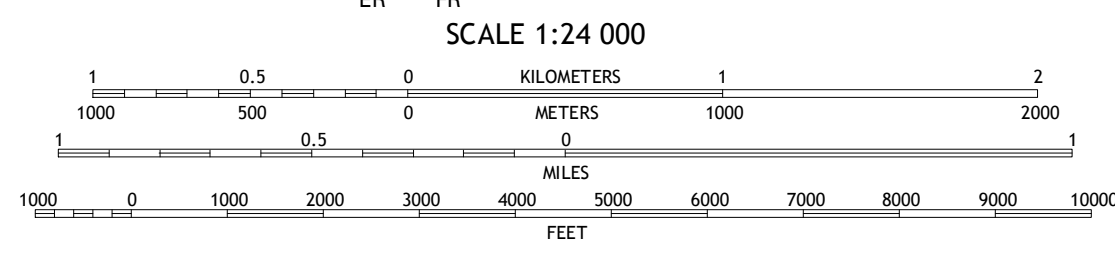 SCALE 1:24 000
1 0.5 0 KILOMETERS 1 2
1000 500 0 METERS 1000 2000
1 0.5 0 1
MILES
1000 0 1000 2000 3000 4000 5000 6000 7000 8000 9000 10000
FEET